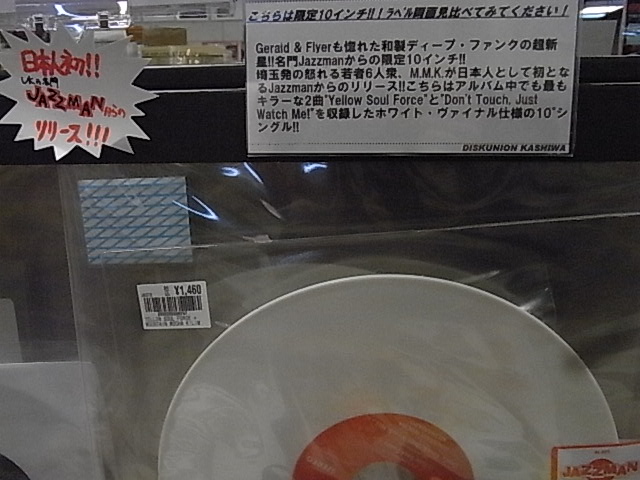 こちらは限定10インチ!!ラベル両面見比べてみてください!
Gerald & Flyerも惚れた和製ディープ・ファンクの超新
星!!名門Jazzmanからの限定10インチ!!
埼玉発の怒れる若者6人衆、M.M.K.が日本人として初とな
るJazzmanからのリリース!!こちらはアルバム中でも最も
キラーな2曲"Yellow Soul Force"と"Don't Touch, Just
Watch Me!"を収録したホワイト・ヴァイナル仕様の10"シ
ングル!!
DISKUNION KASHIWA
日本人初!!
UKの名門
JAZZMANからの
リリース!!!
¥1,460
YELLOW SOUL FORCE
MOUNTAIN MOCHA KILIM
JAZZMAN